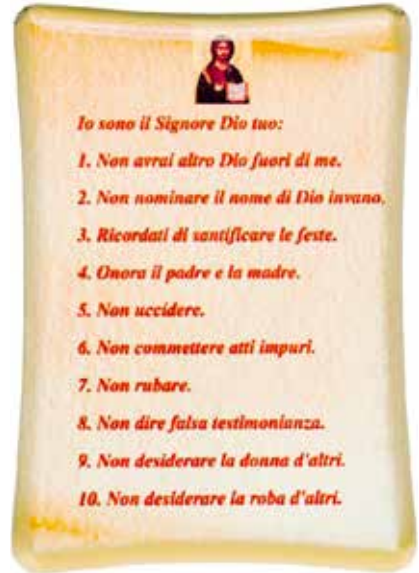 Io sono il Signore Dio tuo:
1. Non avrai altro Dio fuori di me.
2. Non nominare il nome di Dio invano.
3. Ricordati di santificare le feste.
4. Onora il padre e la madre.
5. Non uccidere.
6. Non commettere atti impuri.
7. Non rubare.
8. Non dire falsa testimonianza.
9. Non desiderare la donna d'altri.
10. Non desiderare la roba d'altri.